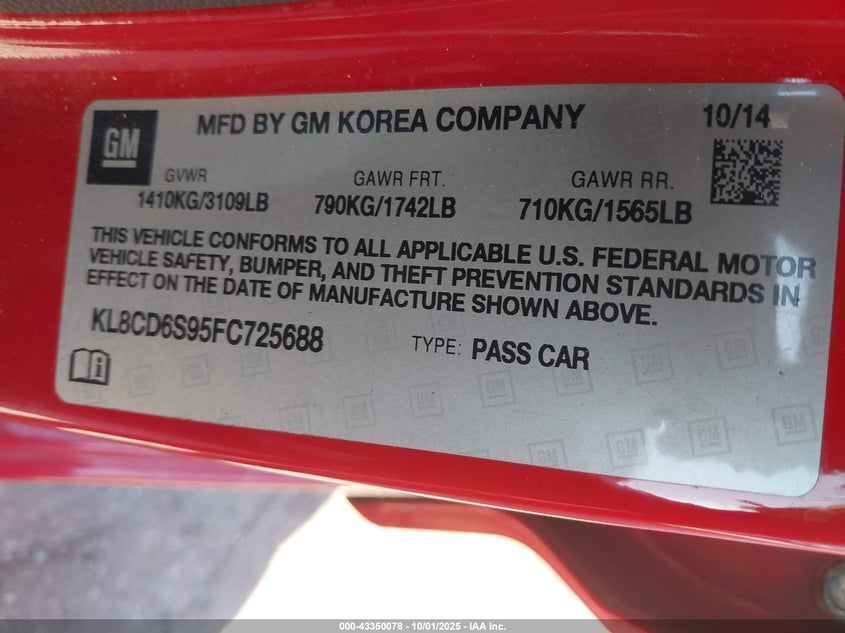 GM
MFD BY GM KOREA COMPANY 10/14
GVWR GAWR FRT. GAWR RR.
1410KG/3109LB 790KG/1742LB 710KG/1565LB
THIS VEHICLE CONFORMS TO ALL APPLICABLE U.S. FEDERAL MOTOR
VEHICLE SAFETY, BUMPER, AND THEFT PREVENTION STANDARDS IN
EFFECT ON THE DATE OF MANUFACTURE SHOWN ABOVE.
KL8CD6S95FC725688 TYPE: PASS CAR
000-43350078 - 10/01/2025 - IAA Inc.